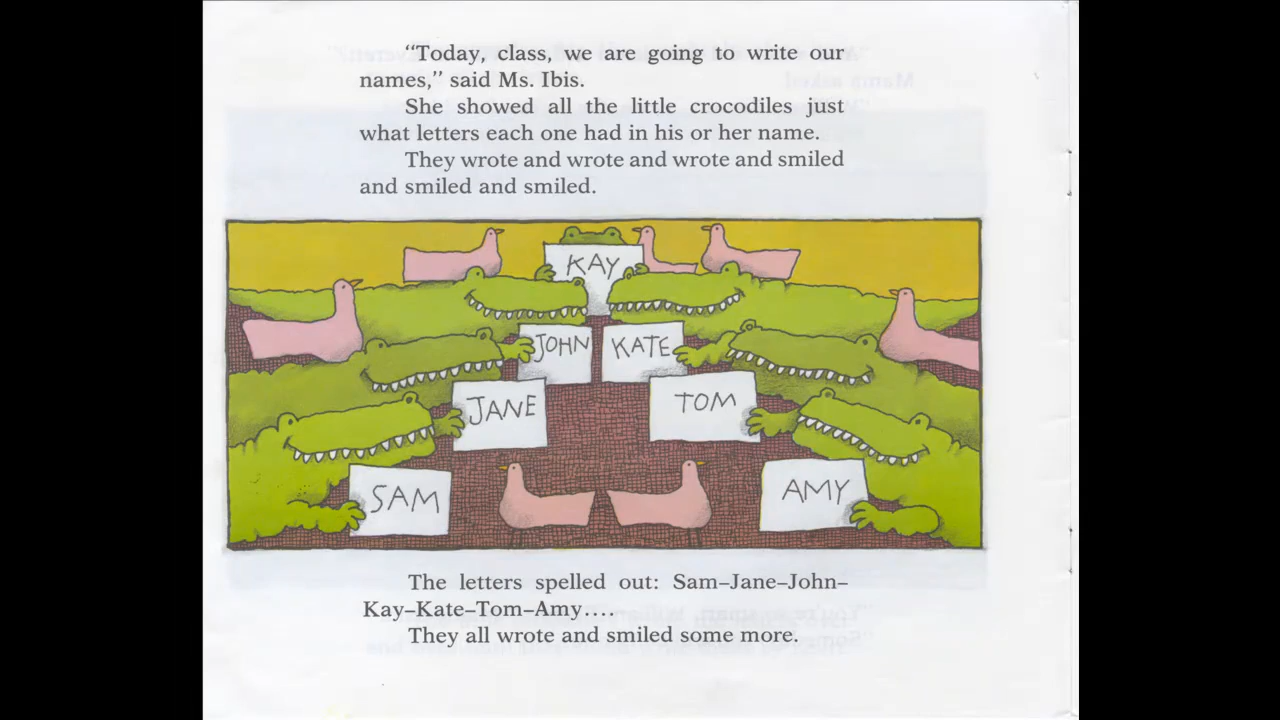 “Today, class, we are going to write our
names,” said Ms. Ibis.
She showed all the little crocodiles just
what letters each one had in his or her name.
They wrote and wrote and wrote and smiled
and smiled and smiled.
KAY
JOHN KATE
JANE TOM
SAM AMY
The letters spelled out: Sam–Jane–John–
Kay–Kate–Tom–Amy....
They all wrote and smiled some more.